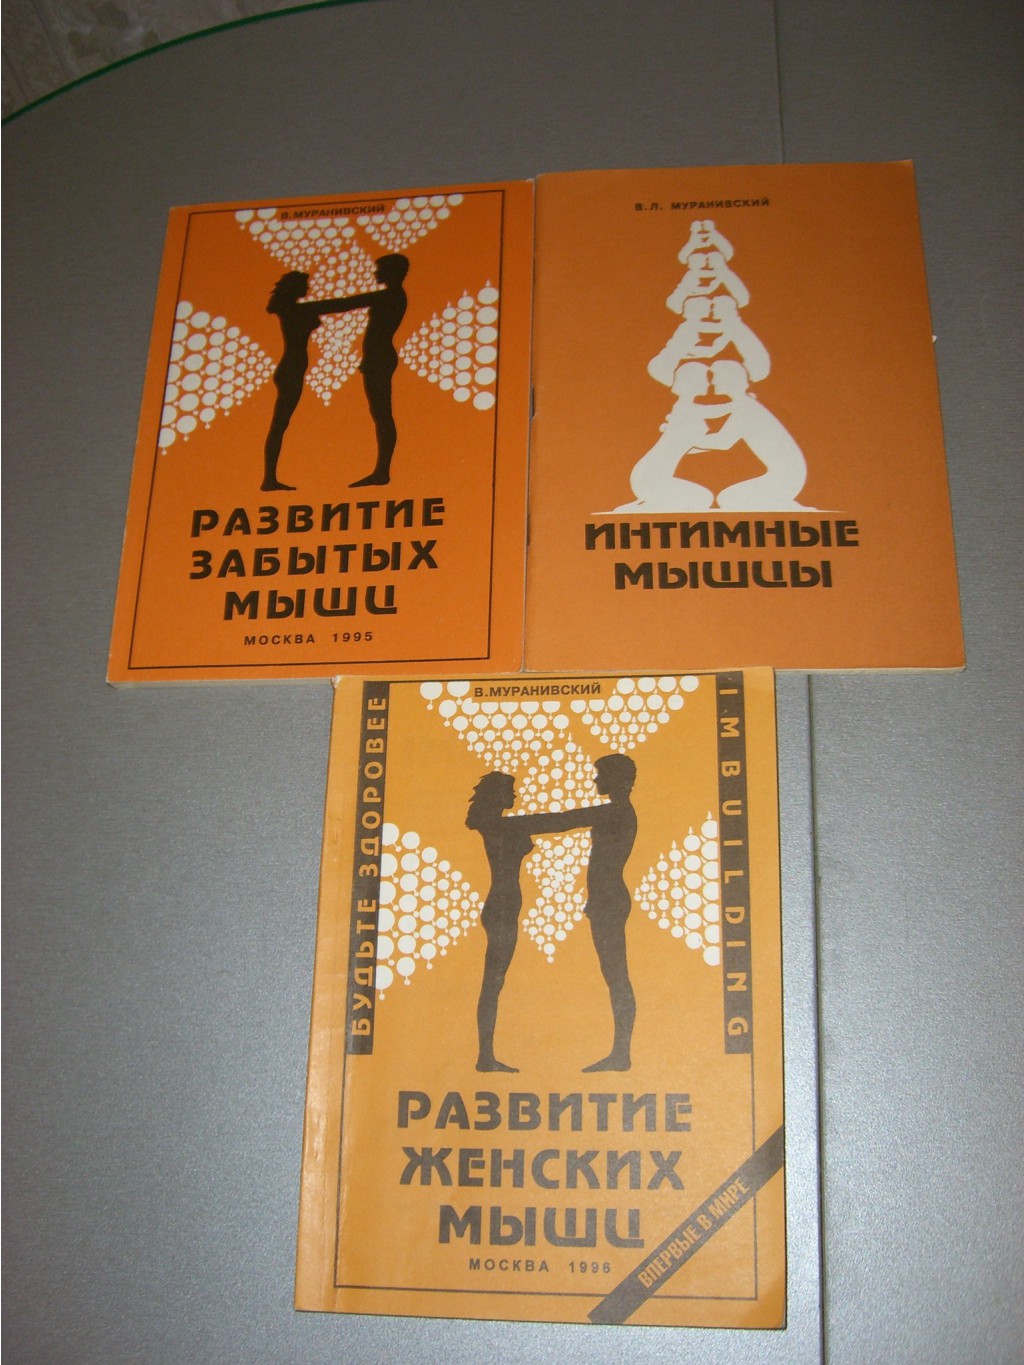 В.МУРАНИВСКИЙ
РАЗВИТИЕ
ЗАБЫТЫХ
МЫШЦ
МОСКВА 1995
В.Л. МУРАНИВСКИЙ
ИНТИМНЫЕ
МЫШЦЫ
В.МУРАНИВСКИЙ
БУДЬТЕ ЗДОРОВЕЕ
IMBUILDING
РАЗВИТИЕ
ЖЕНСКИХ
МЫШЦ
МОСКВА 1996
ВПЕРВЫЕ В МИРЕ